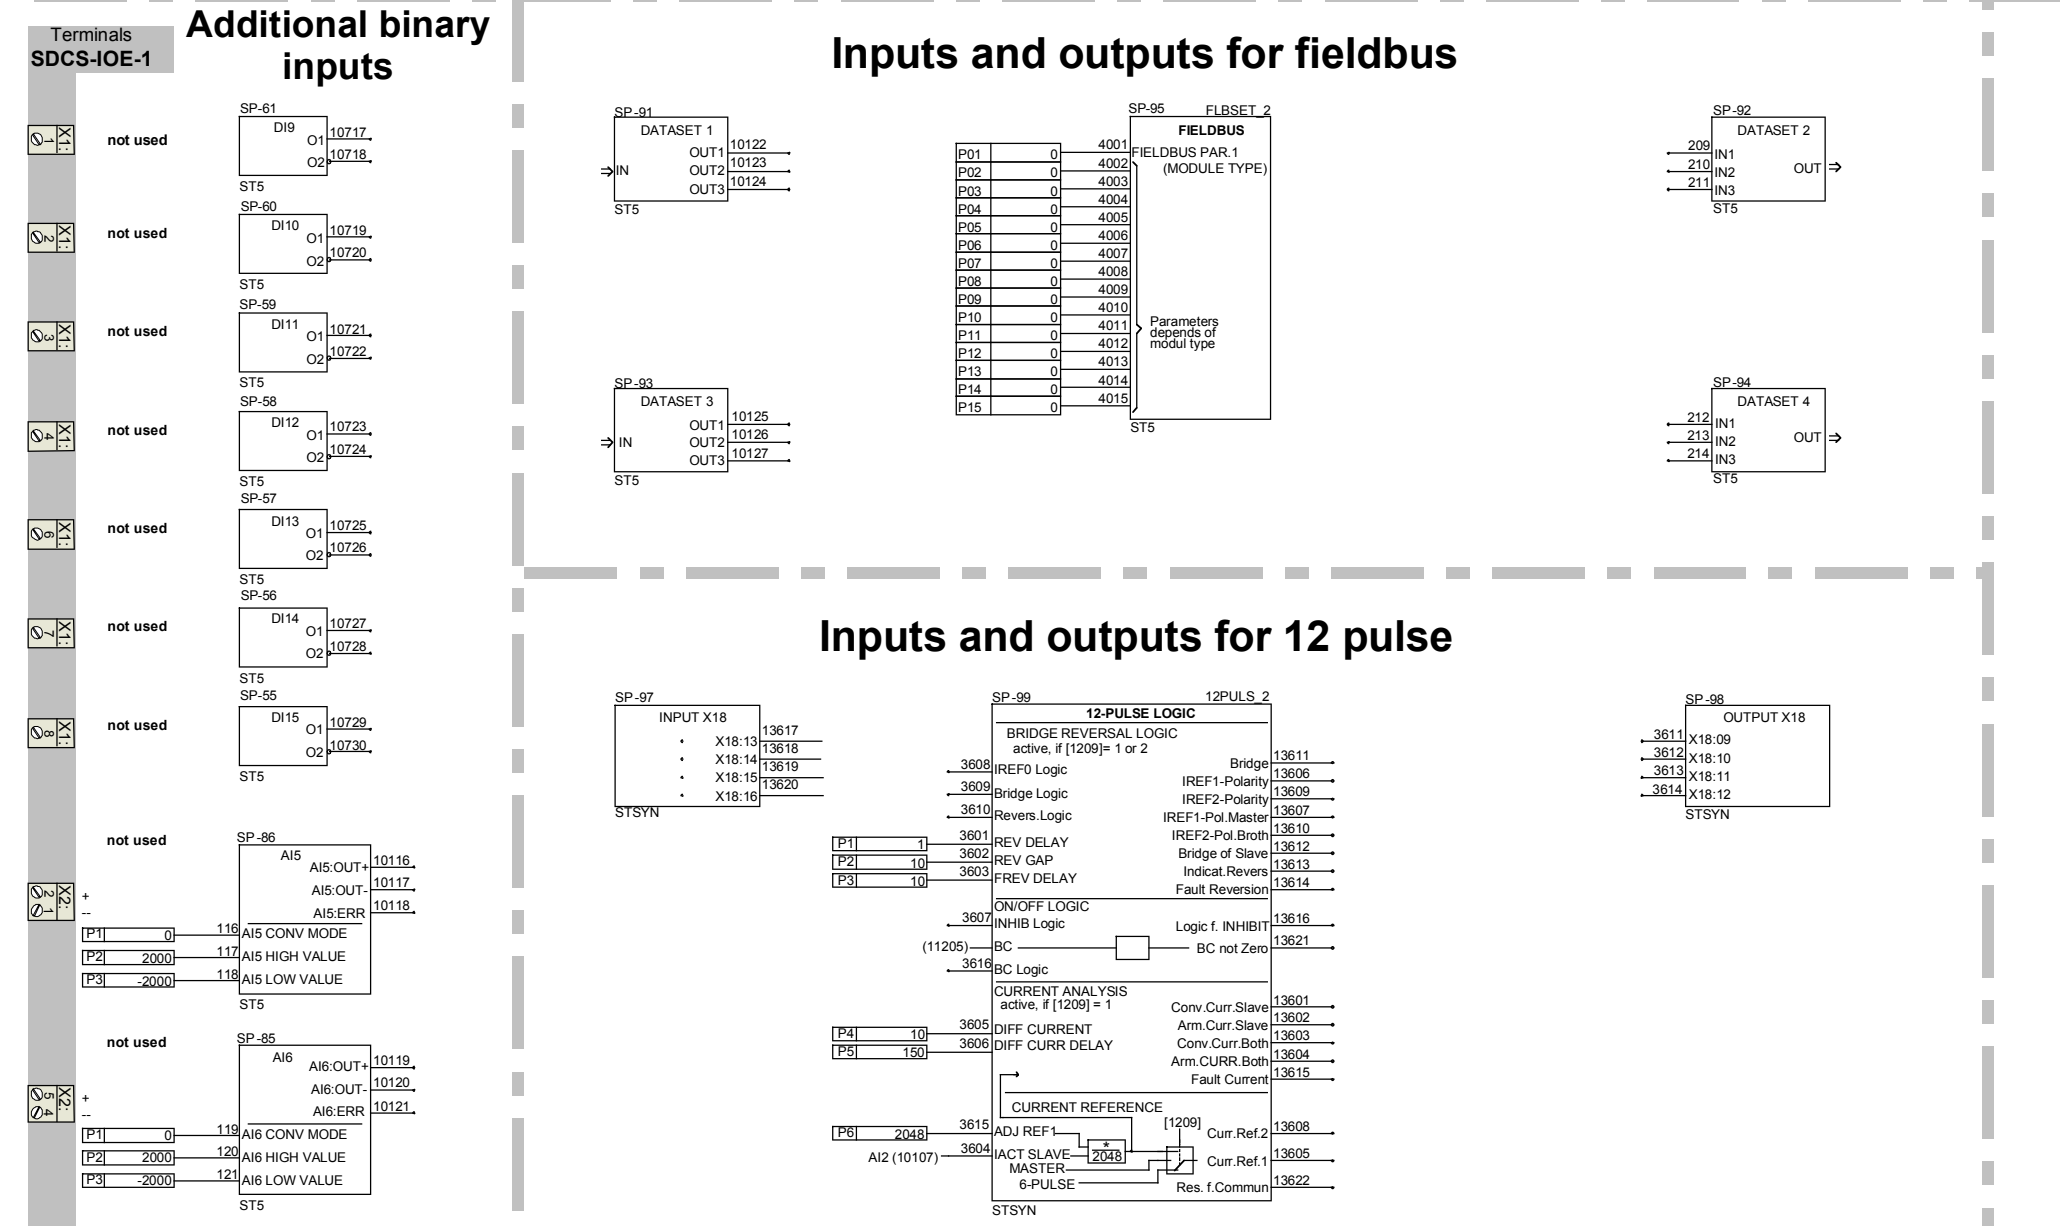 Terminals
SDCS-IOE-1
Additional binary
inputs
X1:
1
not used
SP-61
DI9
O1
10717
O2
10718
ST5
X1:
2
not used
SP-60
DI10
O1
10719
O2
10720
ST5
X1:
3
not used
SP-59
DI11
O1
10721
O2
10722
ST5
X1:
4
not used
SP-58
DI12
O1
10723
O2
10724
ST5
X1:
6
not used
SP-57
DI13
O1
10725
O2
10726
ST5
X1:
7
not used
SP-56
DI14
O1
10727
O2
10728
ST5
X1:
8
not used
SP-55
DI15
O1
10729
O2
10730
ST5
not used
SP-86
AI5
AI5:OUT+ 10116
AI5:OUT- 10117
AI5:ERR 10118
X2:
2 1
+
--
P1 0 116 AI5 CONV MODE
P2 2000 117 AI5 HIGH VALUE
P3 -2000 118 AI5 LOW VALUE
ST5
not used
SP-85
AI6
AI6:OUT+ 10119
AI6:OUT- 10120
AI6:ERR 10121
X2:
5 4
+
--
P1 0 119 AI6 CONV MODE
P2 2000 120 AI6 HIGH VALUE
P3 -2000 121 AI6 LOW VALUE
ST5
Inputs and outputs for fieldbus
SP-91
DATASET 1
IN
OUT1 10122
OUT2 10123
OUT3 10124
ST5
SP-93
DATASET 3
IN
OUT1 10125
OUT2 10126
OUT3 10127
ST5
SP-95 FLBSET_2
FIELDBUS
P01 0 4001 FIELDBUS PAR.1
(MODULE TYPE)
P02 0 4002
P03 0 4003
P04 0 4004
P05 0 4005
P06 0 4006
P07 0 4007
P08 0 4008
P09 0 4009
P10 0 4010
P11 0 4011
P12 0 4012
P13 0 4013
P14 0 4014
P15 0 4015
Parameters
depends of
modul type
ST5
SP-92
DATASET 2
209 IN1
210 IN2
211 IN3
OUT
ST5
SP-94
DATASET 4
212 IN1
213 IN2
214 IN3
OUT
ST5
Inputs and outputs for 12 pulse
SP-97
INPUT X18
X18:13 13617
X18:14 13618
X18:15 13619
X18:16 13620
STSYN
SP-99 12PULS_2
12-PULSE LOGIC
BRIDGE REVERSAL LOGIC
active, if [1209]= 1 or 2
3608 IREF0 Logic
3609 Bridge Logic
3610 Revers.Logic
P1 1 3601 REV DELAY
P2 10 3602 REV GAP
P3 10 3603 FREV DELAY
Bridge 13611
IREF1-Polarity 13606
IREF2-Polarity 13609
IREF1-Pol.Master 13607
IREF2-Pol.Broth 13610
Bridge of Slave 13612
Indicat.Revers 13613
Fault Reversion 13614
ON/OFF LOGIC
3607 INHIB Logic
Logic f. INHIBIT 13616
(11205) BC
BC not Zero 13621
3616 BC Logic
CURRENT ANALYSIS
active, if [1209] = 1
P4 10 3605 DIFF CURRENT
P5 150 3606 DIFF CURR DELAY
Conv.Curr.Slave 13601
Arm.Curr.Slave 13602
Conv.Curr.Both 13603
Arm.CURR.Both 13604
Fault Current 13615
CURRENT REFERENCE
[1209]
P6 2048 3615 ADJ REF1
AI2 (10107) 3604 IACT SLAVE
*
2048
MASTER
6-PULSE
Curr.Ref.2 13608
Curr.Ref.1 13605
Res. f.Commun 13622
STSYN
SP-98
OUTPUT X18
3611 X18:09
3612 X18:10
3613 X18:11
3614 X18:12
STSYN